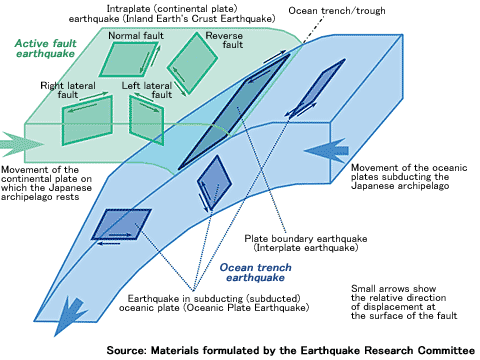 Intraplate (continental plate)
earthquake (Inland Earth's Crust Earthquake)
Ocean trench/trough
Active fault
earthquake
Normal fault
Reverse
fault
Right lateral
fault
Left lateral
fault
Movement of the
continental plate on
which the Japanese
archipelago rests
Movement of the oceanic
plates subducting the
Japanese archipelago
Plate boundary earthquake
(Interplate earthquake)
Ocean trench
earthquake
Earthquake in subducting (subducted)
oceanic plate (Oceanic Plate Earthquake)
Small arrows show
the relative direction
of displacement at
the surface of the fault
Source: Materials formulated by the Earthquake Research Committee